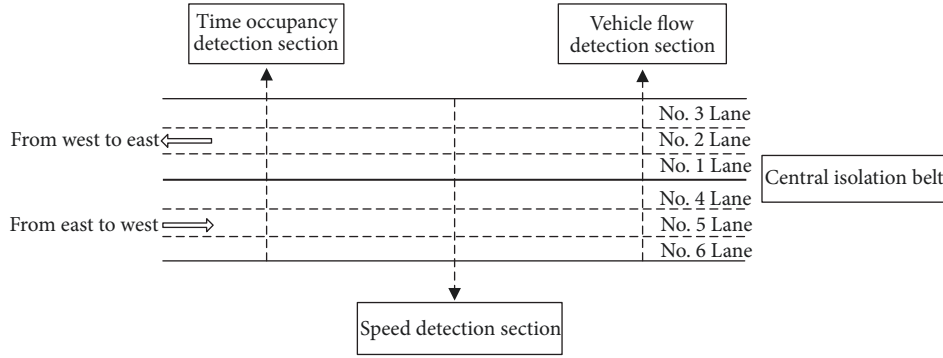 Time occupancy
detection section
Vehicle flow
detection section
No. 3 Lane
From west to east
No. 2 Lane
No. 1 Lane
Central isolation belt
No. 4 Lane
From east to west
No. 5 Lane
No. 6 Lane
Speed detection section